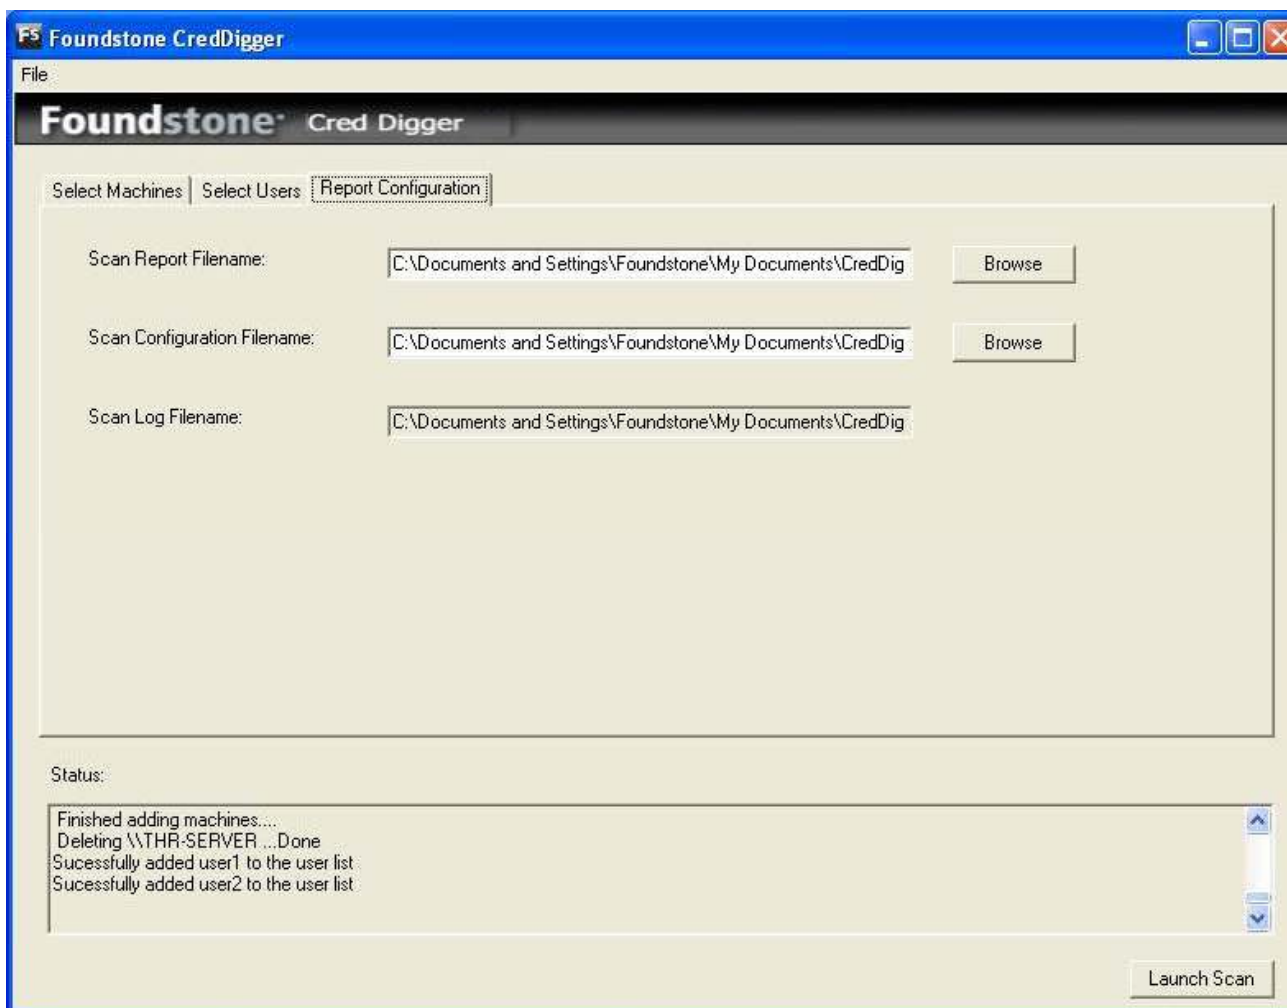 FS Foundstone CredDigger
File
Foundstone Cred Digger
Select Machines Select Users Report Configuration
Scan Report Filename: C:\Documents and Settings\Foundstone\My Documents\CredDig Browse
Scan Configuration Filename: C:\Documents and Settings\Foundstone\My Documents\CredDig Browse
Scan Log Filename: C:\Documents and Settings\Foundstone\My Documents\CredDig
Status:
Finished adding machines....
Deleting \\THR-SERVER ...Done
Sucessfully added user1 to the user list
Sucessfully added user2 to the user list
Launch Scan